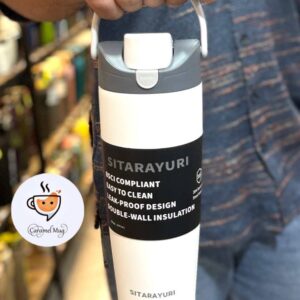 SITARAYURI
BSCI COMPLIANT
EASY TO CLEAN
LEAK-PROOF DESIGN
DOUBLE-WALL INSULATION
Caramel Mug
SITARAYURI